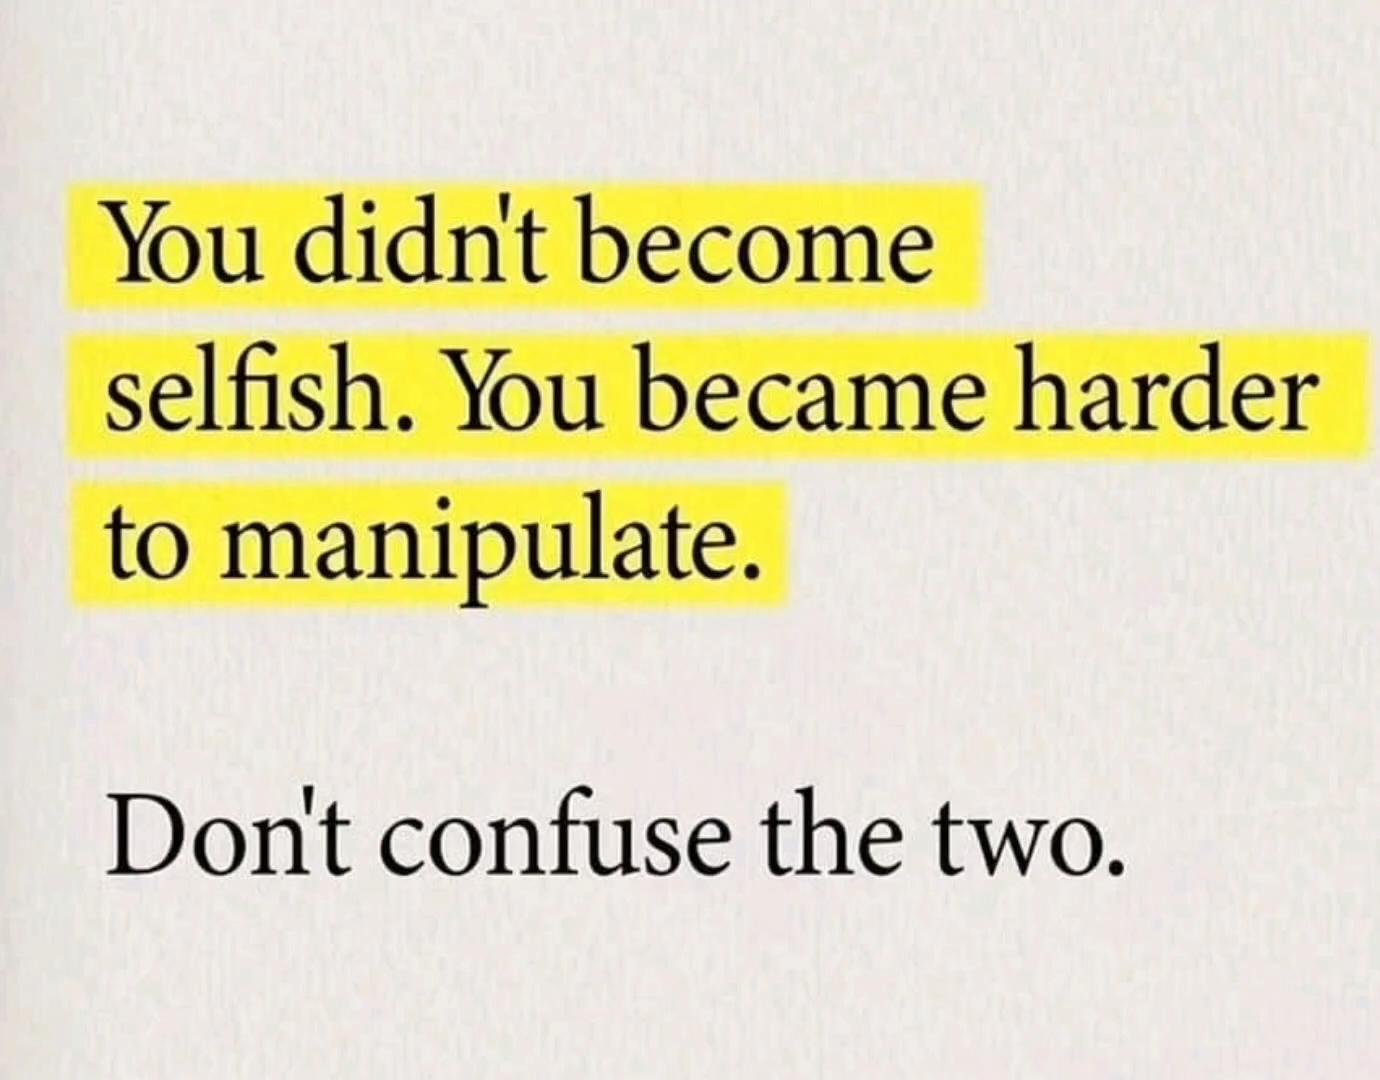 You didn't become
selfish. You became harder
to manipulate.
Don't confuse the two.